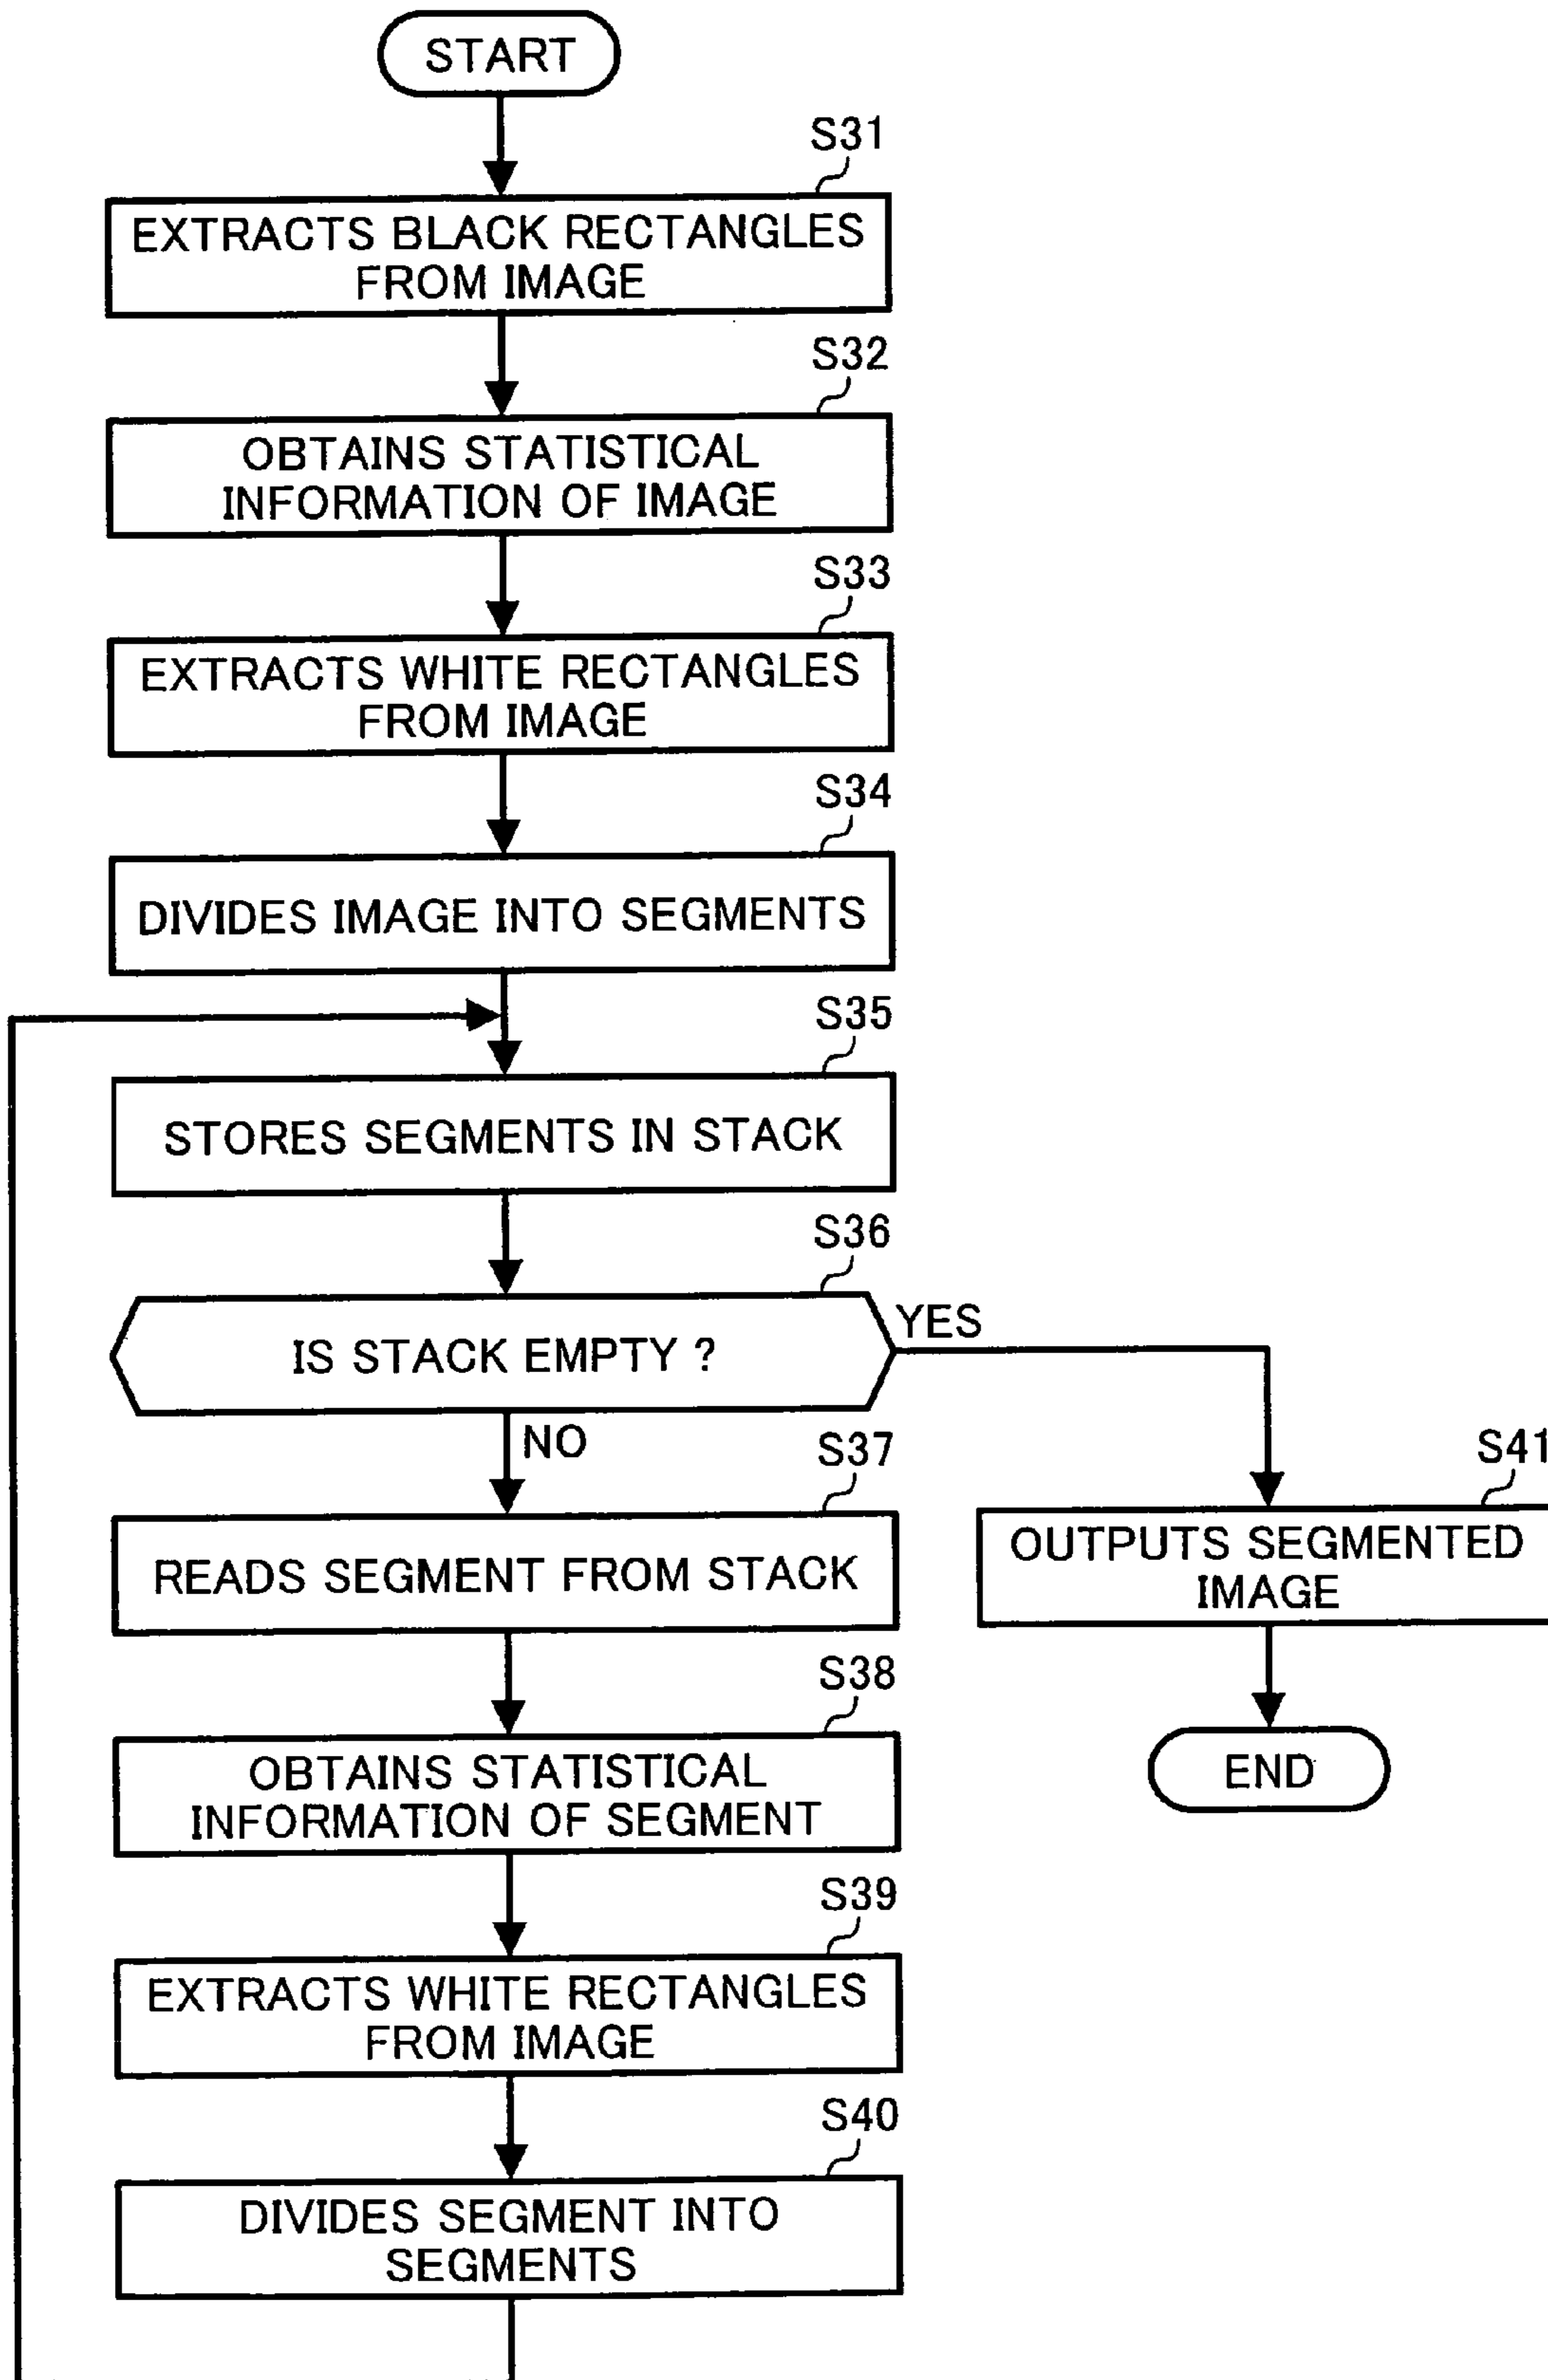 START
S31
EXTRACTS BLACK RECTANGLES
FROM IMAGE
S32
OBTAINS STATISTICAL
INFORMATION OF IMAGE
S33
EXTRACTS WHITE RECTANGLES
FROM IMAGE
S34
DIVIDES IMAGE INTO SEGMENTS
S35
STORES SEGMENTS IN STACK
S36
IS STACK EMPTY ?
YES
NO
S37
READS SEGMENT FROM STACK
S41
OUTPUTS SEGMENTED
IMAGE
S38
OBTAINS STATISTICAL
INFORMATION OF SEGMENT
END
S39
EXTRACTS WHITE RECTANGLES
FROM IMAGE
S40
DIVIDES SEGMENT INTO
SEGMENTS